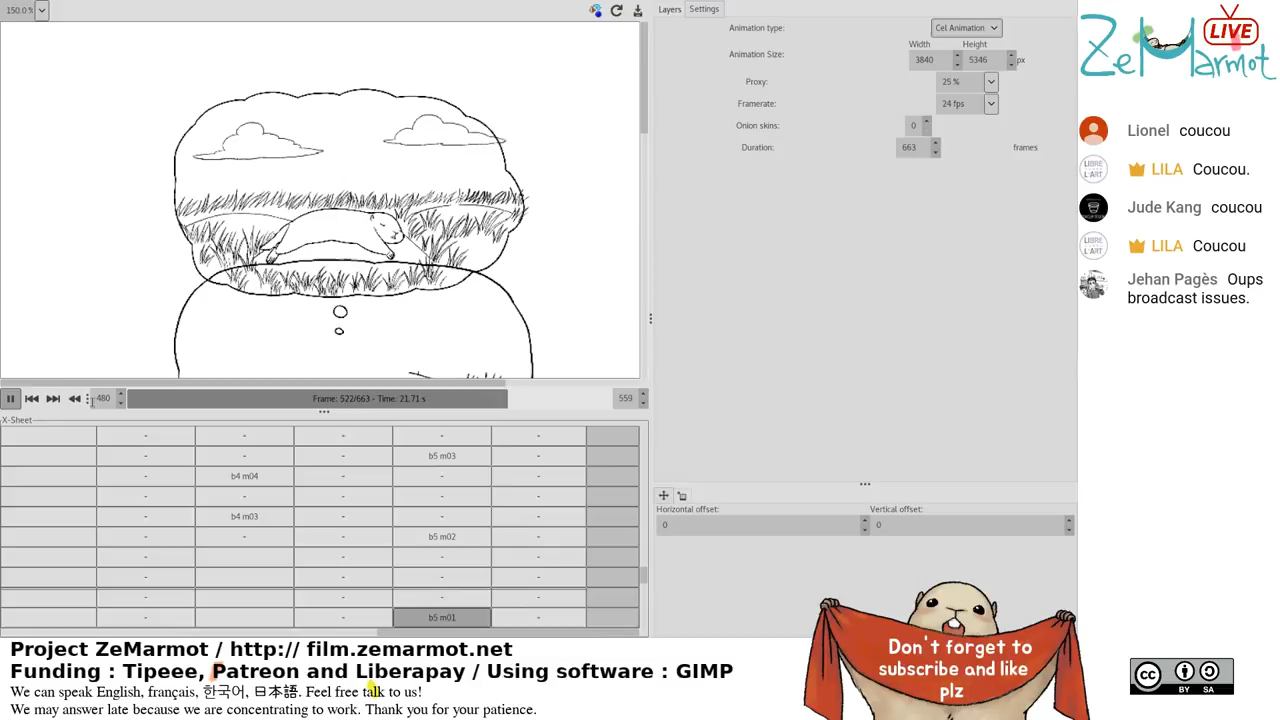 150.0 %
Layers
Settings
Animation type:
Cel Animation
Width
Height
Animation Size:
3840
5346
px
Proxy:
25 %
Framerate:
24 fps
Onion skins:
0
Duration:
663
frames
480
Frame: 522/663 - Time: 21.71 s
559
X-Sheet
- - - b5 m03 -
b4 m04
b4 m03
b5 m02
b5 m01
Horizontal offset:
Vertical offset:
0
0
ZeMarmot
LIVE
Lionel coucou
LILA Coucou.
Jude Kang coucou
LILA Coucou
Jehan Pagès Oups
broadcast issues.
Don't forget to
subscribe and like
plz
Project ZeMarmot / http:// film.zemarmot.net
Funding : Tipeee, Patreon and Liberapay / Using software : GIMP
We can speak English, français, 한국어, 日本語. Feel free talk to us!
We may answer late because we are concentrating to work. Thank you for your patience.
CC
BY SA